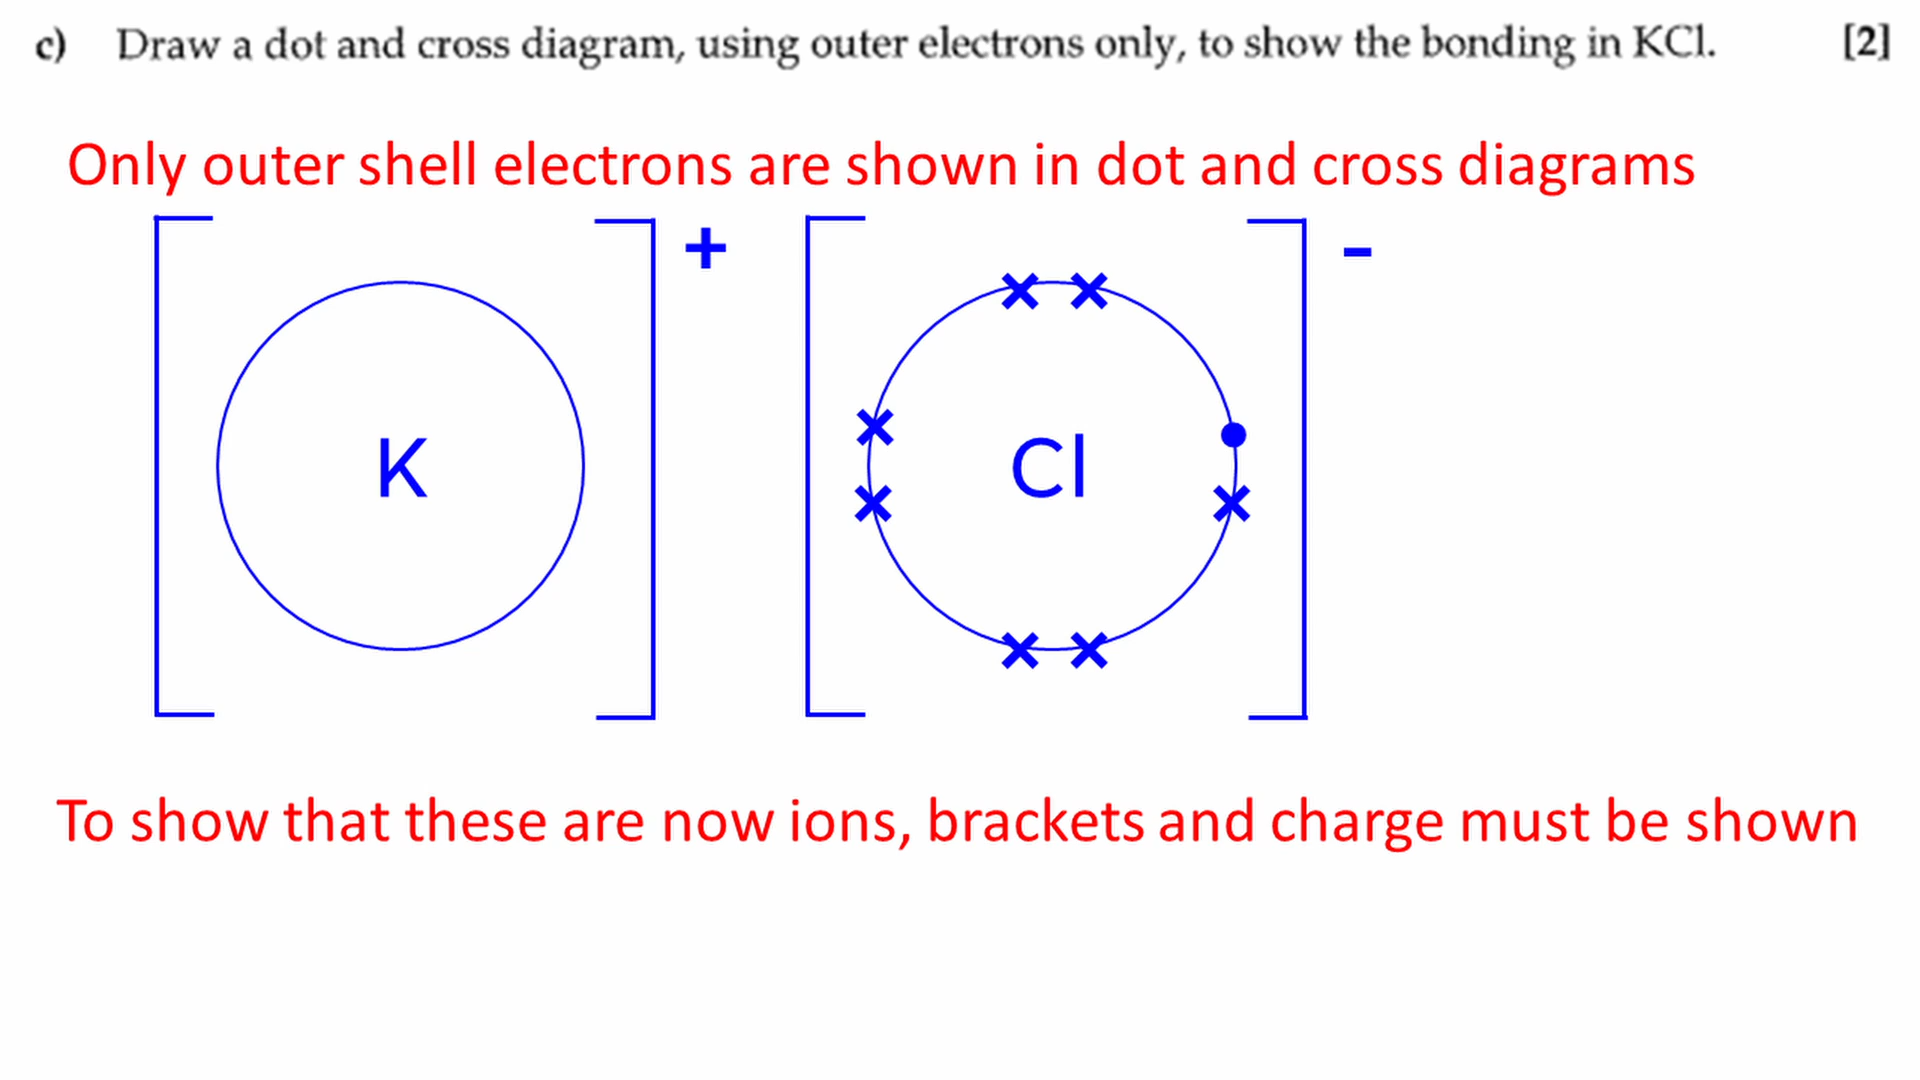 c) Draw a dot and cross diagram, using outer electrons only, to show the bonding in KCl. [2]
Only outer shell electrons are shown in dot and cross diagrams
+ -
K Cl
To show that these are now ions, brackets and charge must be shown